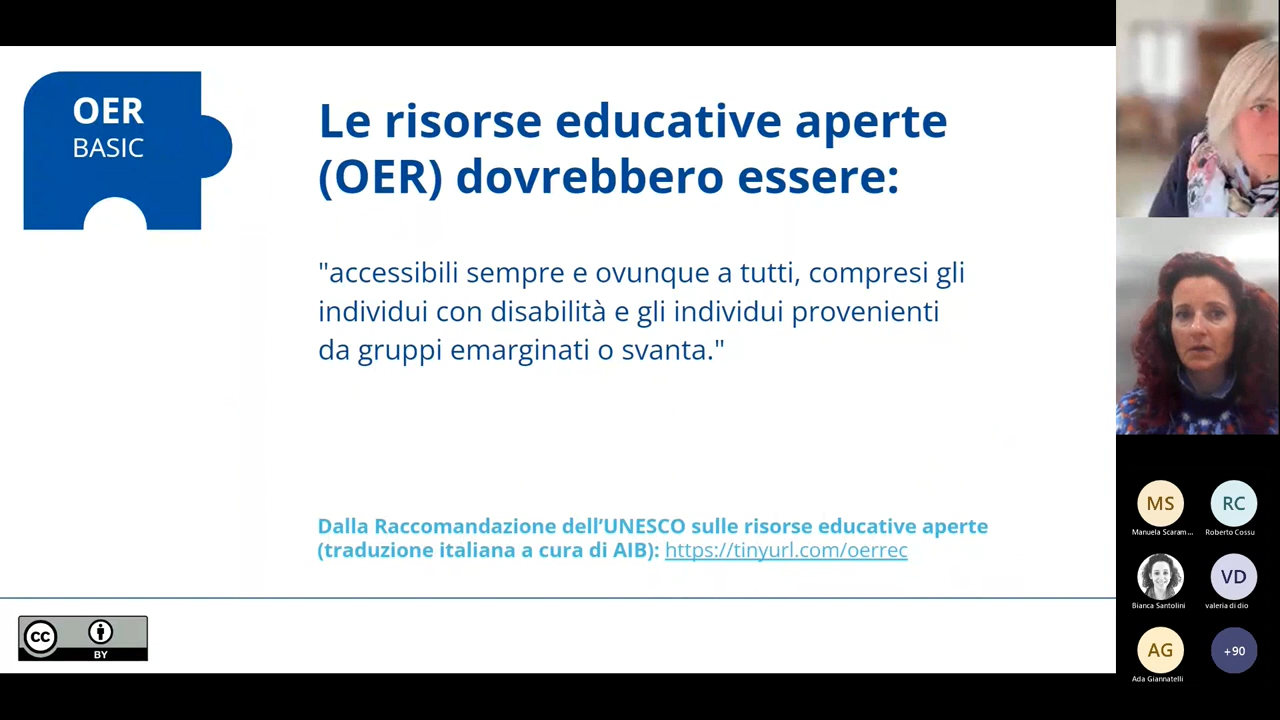 OER
BASIC
Le risorse educative aperte
(OER) dovrebbero essere:
"accessibili sempre e ovunque a tutti, compresi gli
individui con disabilità e gli individui provenienti
da gruppi emarginati o svanta."
Dalla Raccomandazione dell’UNESCO sulle risorse educative aperte
(traduzione italiana a cura di AIB): https://tinyurl.com/oerrec
cc
BY
MS
RC
Manuela Scaram...
Roberto Cossu
VD
Bianca Santolini
valeria di dio
AG
+90
Ada Giannatelli